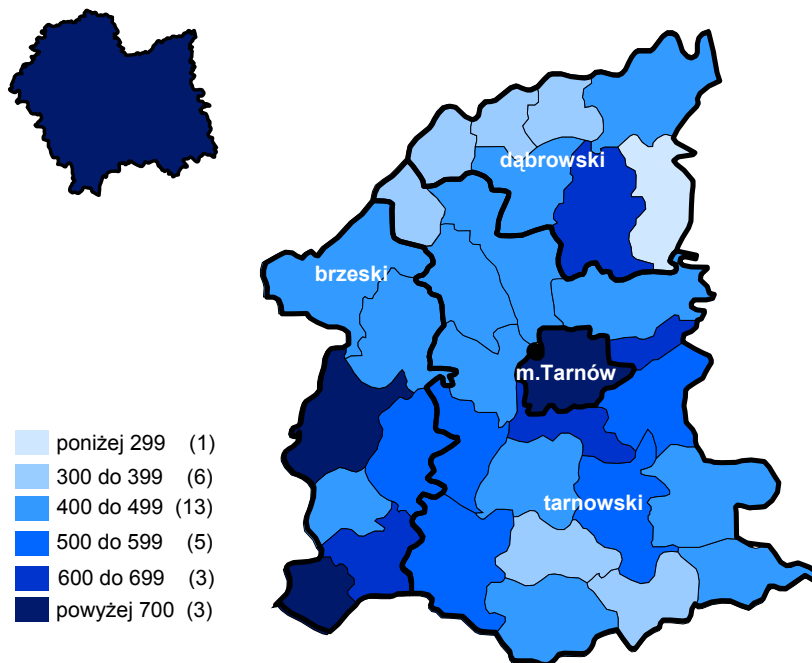 dąbrowski
brzeski
m.Tarnów
tarnowski
poniżej 299 (1)
300 do 399 (6)
400 do 499 (13)
500 do 599 (5)
600 do 699 (3)
powyżej 700 (3)